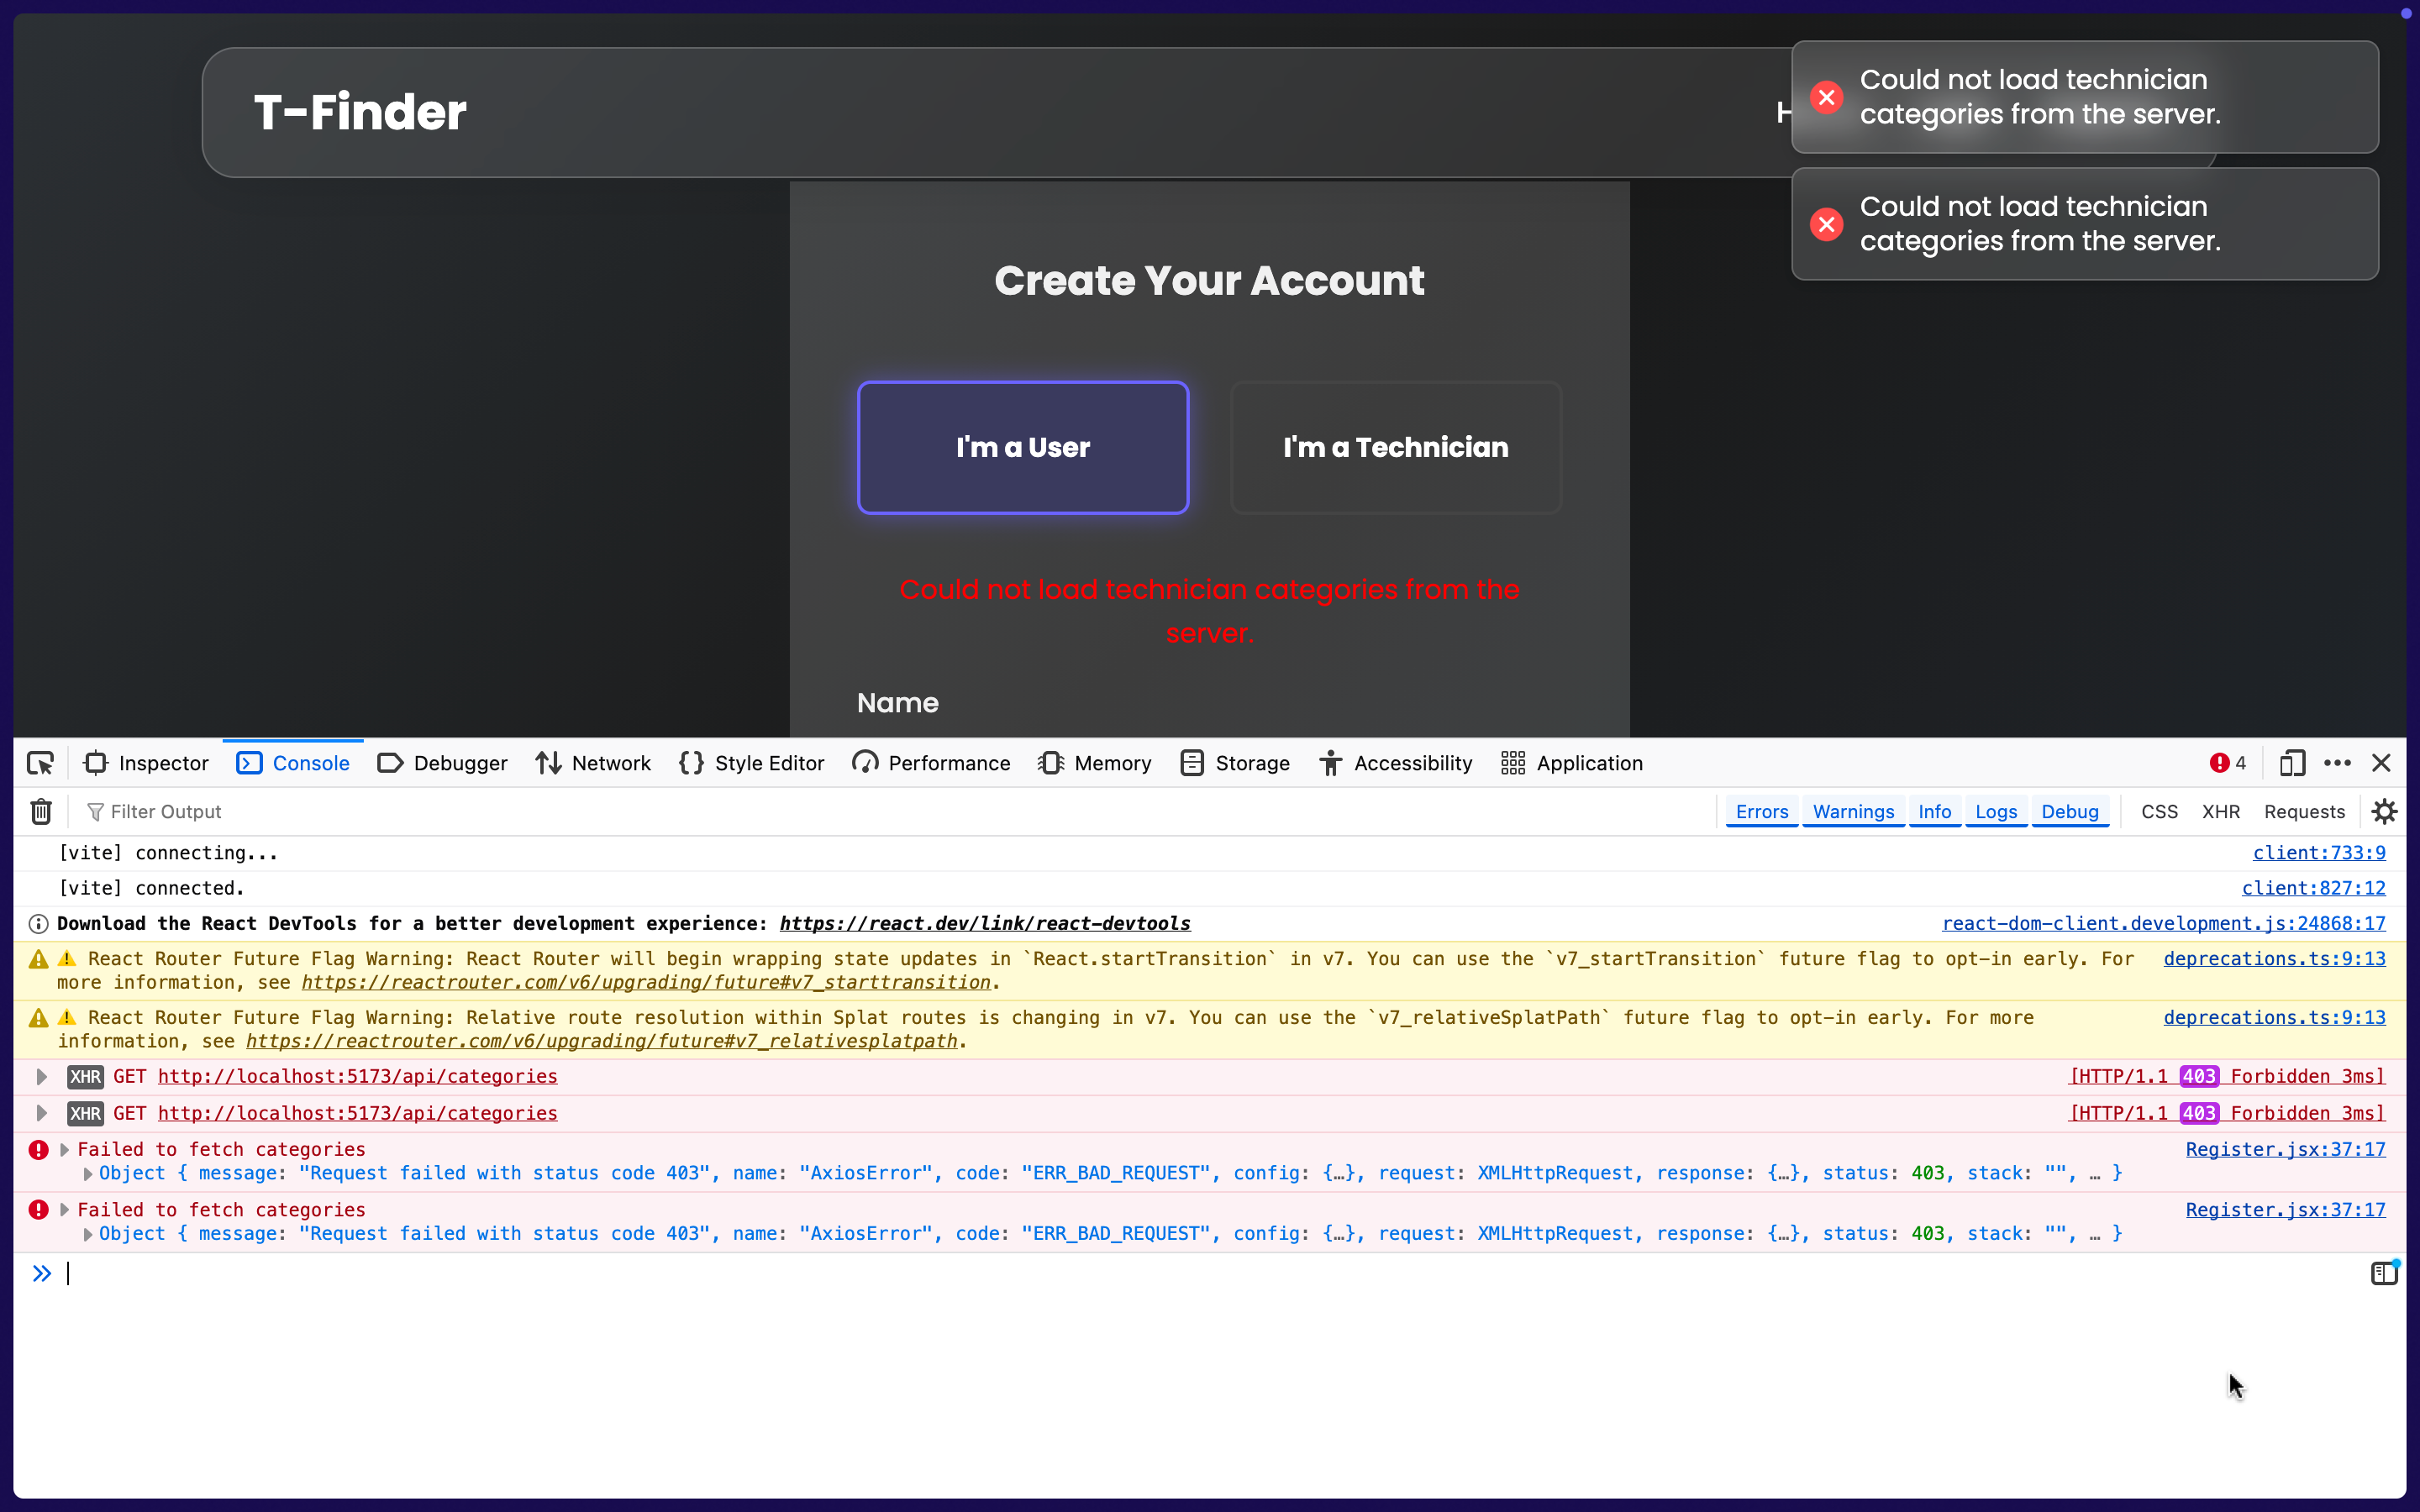 T-Finder
H
Could not load technician
categories from the server.
Could not load technician
categories from the server.
Create Your Account
I'm a User
I'm a Technician
Could not load technician categories from the
server.
Name
Inspector Console Debugger Network Style Editor Performance Memory Storage Accessibility Application 4
Filter Output Errors Warnings Info Logs Debug CSS XHR Requests
[vite] connecting... client:733:9
[vite] connected. client:827:12
Download the React DevTools for a better development experience: https://react.dev/link/react-devtools react-dom-client.development.js:24868:17
React Router Future Flag Warning: React Router will begin wrapping state updates in `React.startTransition` in v7. You can use the `v7_startTransition` future flag to opt-in early. For deprecations.ts:9:13
more information, see https://reactrouter.com/v6/upgrading/future#v7_starttransition.
React Router Future Flag Warning: Relative route resolution within Splat routes is changing in v7. You can use the `v7_relativeSplatPath` future flag to opt-in early. For more deprecations.ts:9:13
information, see https://reactrouter.com/v6/upgrading/future#v7_relativesplatpath.
XHR GET http://localhost:5173/api/categories [HTTP/1.1 403 Forbidden 3ms]
XHR GET http://localhost:5173/api/categories [HTTP/1.1 403 Forbidden 3ms]
Failed to fetch categories Register.jsx:37:17
Object { message: "Request failed with status code 403", name: "AxiosError", code: "ERR_BAD_REQUEST", config: {…}, request: XMLHttpRequest, response: {…}, status: 403, stack: "", … }
Failed to fetch categories Register.jsx:37:17
Object { message: "Request failed with status code 403", name: "AxiosError", code: "ERR_BAD_REQUEST", config: {…}, request: XMLHttpRequest, response: {…}, status: 403, stack: "", … }